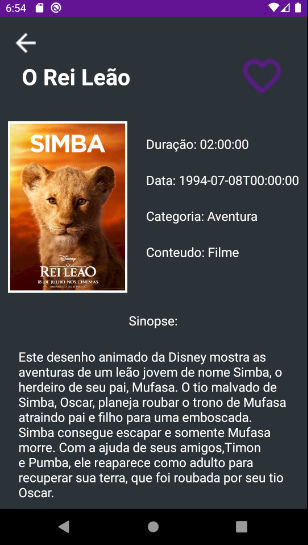 6:54
O Rei Leão
SIMBA
Disney
O
REI LEÃO
18 DE JULHO NOS CINEMAS
Duração: 02:00:00
Data: 1994-07-08T00:00:00
Categoria: Aventura
Conteudo: Filme
Sinopse:
Este desenho animado da Disney mostra as
aventuras de um leão jovem de nome Simba, o
herdeiro de seu pai, Mufasa. O tio malvado de
Simba, Oscar, planeja roubar o trono de Mufasa
atraindo pai e filho para uma emboscada.
Simba consegue escapar e somente Mufasa
morre. Com a ajuda de seus amigos,Timon
e Pumba, ele reaparece como adulto para
recuperar sua terra, que foi roubada por seu tio
Oscar.